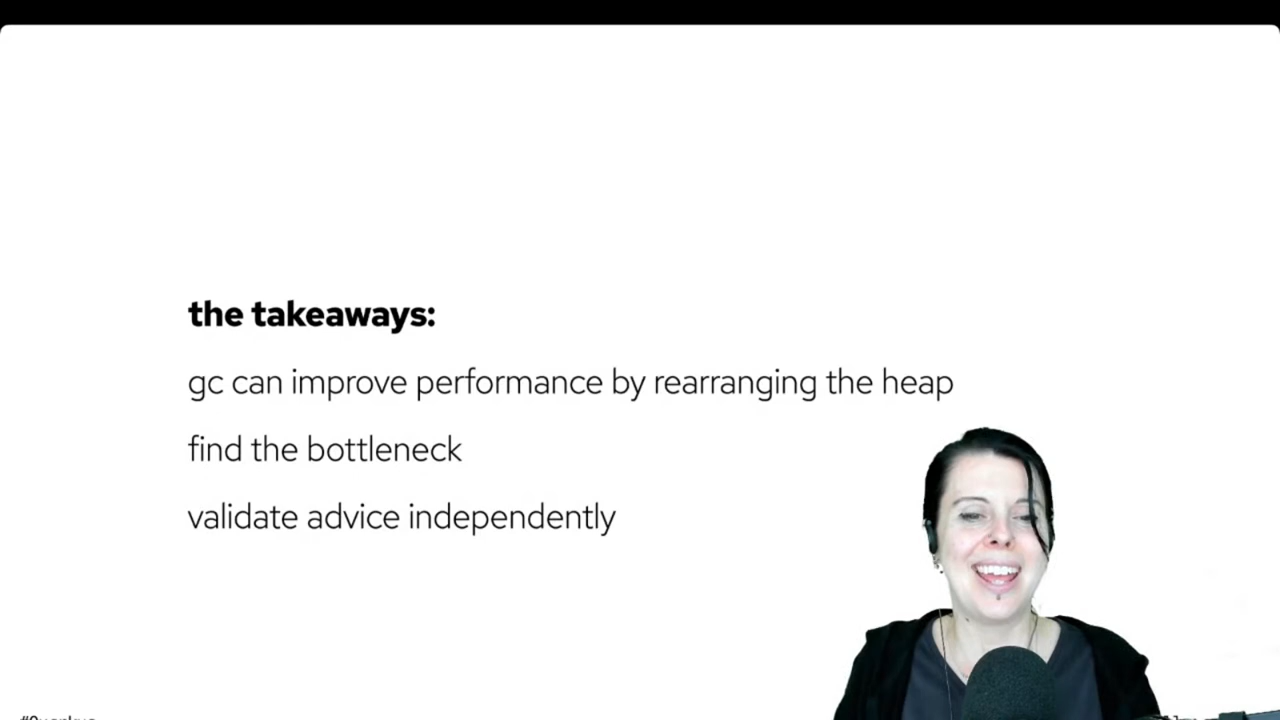 the takeaways:
gc can improve performance by rearranging the heap
find the bottleneck
validate advice independently